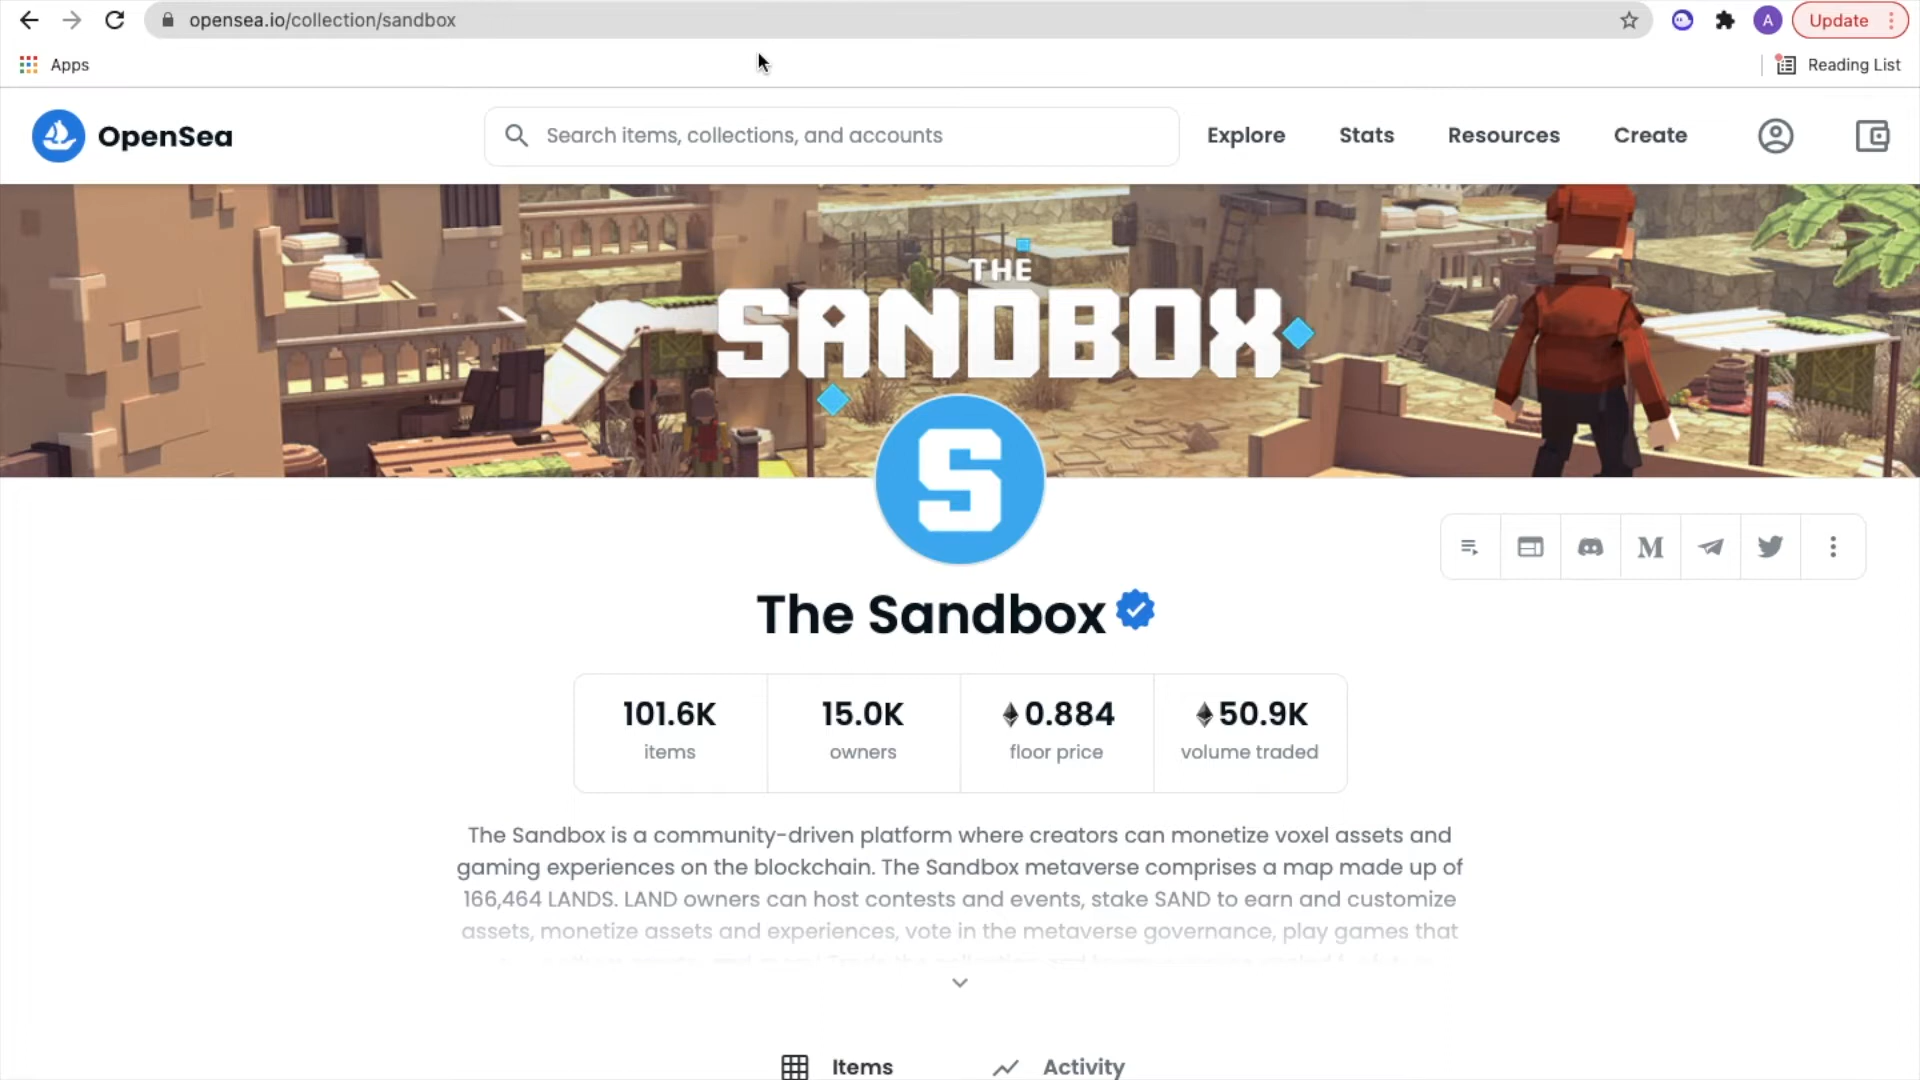 opensea.io/collection/sandbox
A
Update
Apps
Reading List
OpenSea
Search items, collections, and accounts
Explore
Stats
Resources
Create
THE
SANDBOX
S
M
The Sandbox
101.6K
items
15.0K
owners
0.884
floor price
50.9K
volume traded
The Sandbox is a community-driven platform where creators can monetize voxel assets and
gaming experiences on the blockchain. The Sandbox metaverse comprises a map made up of
166,464 LANDS. LAND owners can host contests and events, stake SAND to earn and customize
assets, monetize assets and experiences, vote in the metaverse governance, play games that
Items
Activity